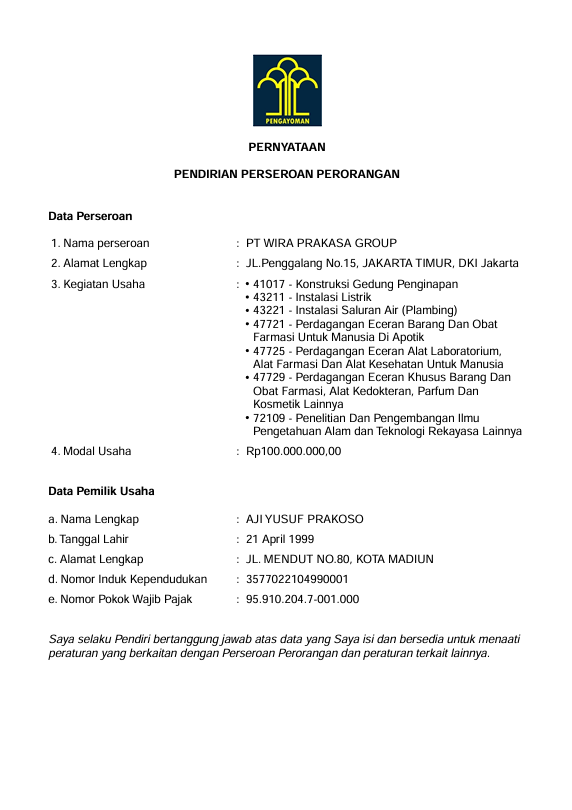 PENGAYOMAN
PERNYATAAN
PENDIRIAN PERSEROAN PERORANGAN
Data Perseroan
1. Nama perseroan : PT WIRA PRAKASA GROUP
2. Alamat Lengkap : JL.Penggalang No.15, JAKARTA TIMUR, DKI Jakarta
3. Kegiatan Usaha : • 41017 - Konstruksi Gedung Penginapan
• 43211 - Instalasi Listrik
• 43221 - Instalasi Saluran Air (Plambing)
• 47721 - Perdagangan Eceran Barang Dan Obat
Farmasi Untuk Manusia Di Apotik
• 47725 - Perdagangan Eceran Alat Laboratorium,
Alat Farmasi Dan Alat Kesehatan Untuk Manusia
• 47729 - Perdagangan Eceran Khusus Barang Dan
Obat Farmasi, Alat Kedokteran, Parfum Dan
Kosmetik Lainnya
• 72109 - Penelitian Dan Pengembangan Ilmu
Pengetahuan Alam dan Teknologi Rekayasa Lainnya
4. Modal Usaha : Rp100.000.000,00
Data Pemilik Usaha
a. Nama Lengkap : AJI YUSUF PRAKOSO
b. Tanggal Lahir : 21 April 1999
c. Alamat Lengkap : JL. MENDUT NO.80, KOTA MADIUN
d. Nomor Induk Kependudukan : 3577022104990001
e. Nomor Pokok Wajib Pajak : 95.910.204.7-001.000
Saya selaku Pendiri bertanggung jawab atas data yang Saya isi dan bersedia untuk menaati
peraturan yang berkaitan dengan Perseroan Perorangan dan peraturan terkait lainnya.